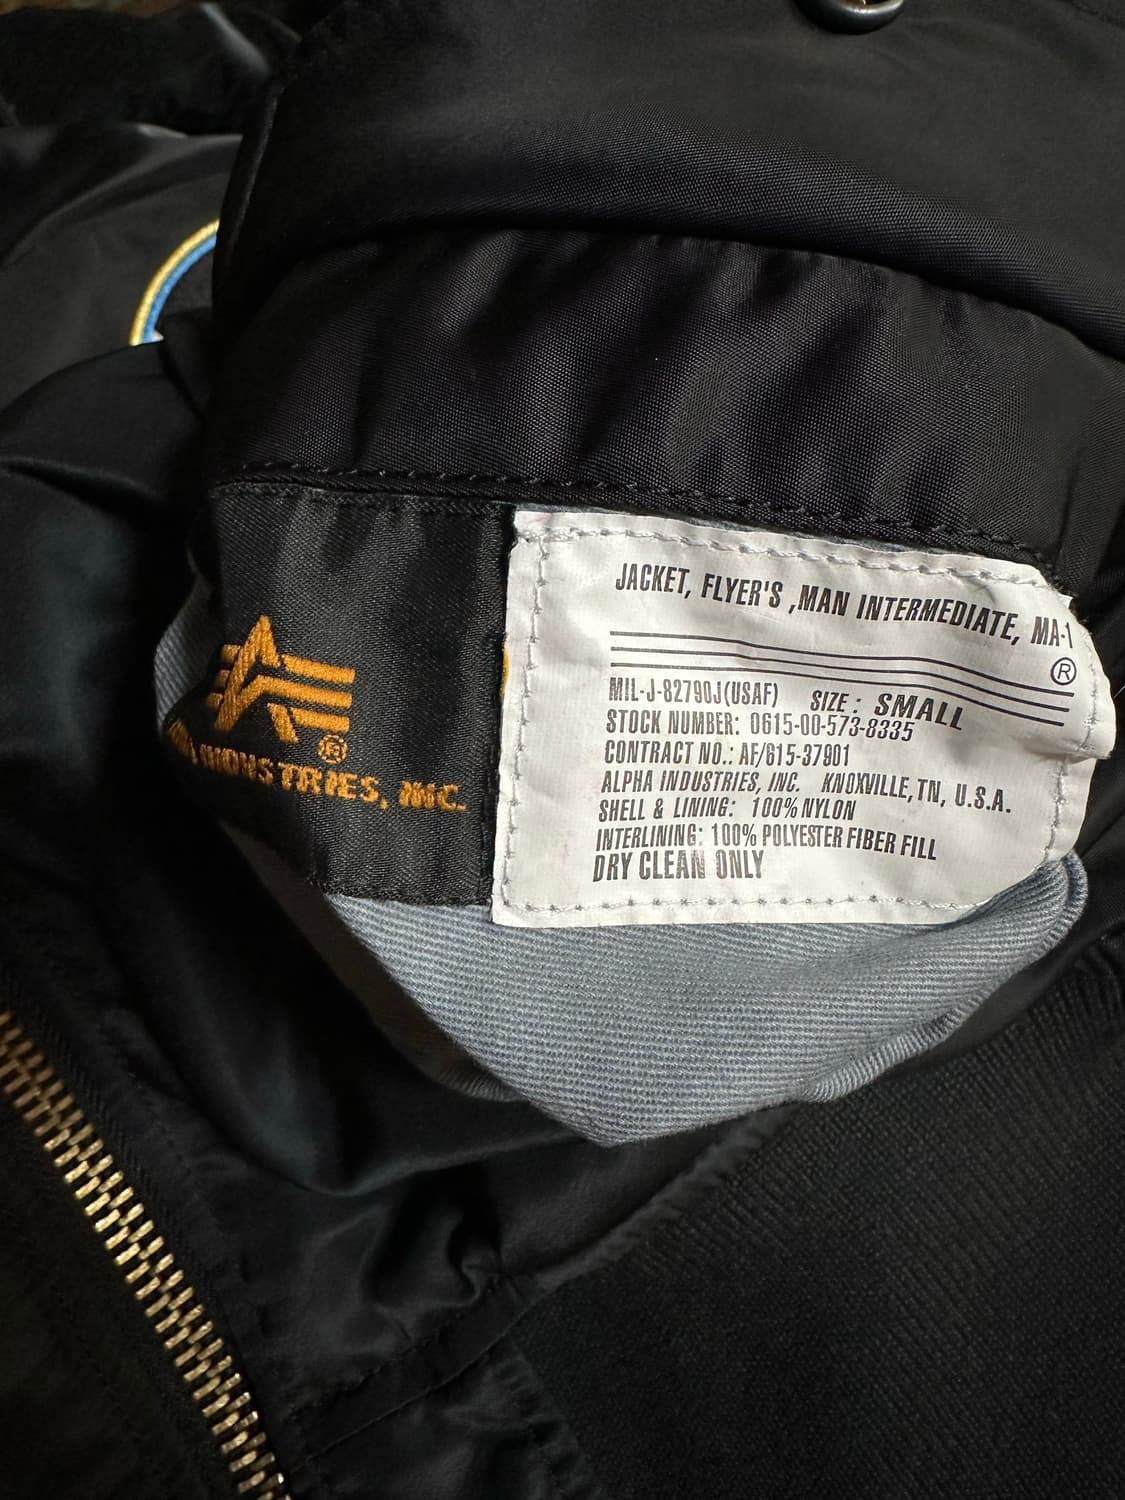 INDUSTRIES, INC.
JACKET, FLYER'S ,MAN INTERMEDIATE, MA-1
®
MIL-J-82790J(USAF) SIZE : SMALL
STOCK NUMBER: 0615-00-573-8335
CONTRACT NO.: AF/815-37901
ALPHA INDUSTRIES, INC. KNOXVILLE, TN, U.S.A.
SHELL & LINING: 100% NYLON
INTERLINING: 100% POLYESTER FIBER FILL
DRY CLEAN ONLY